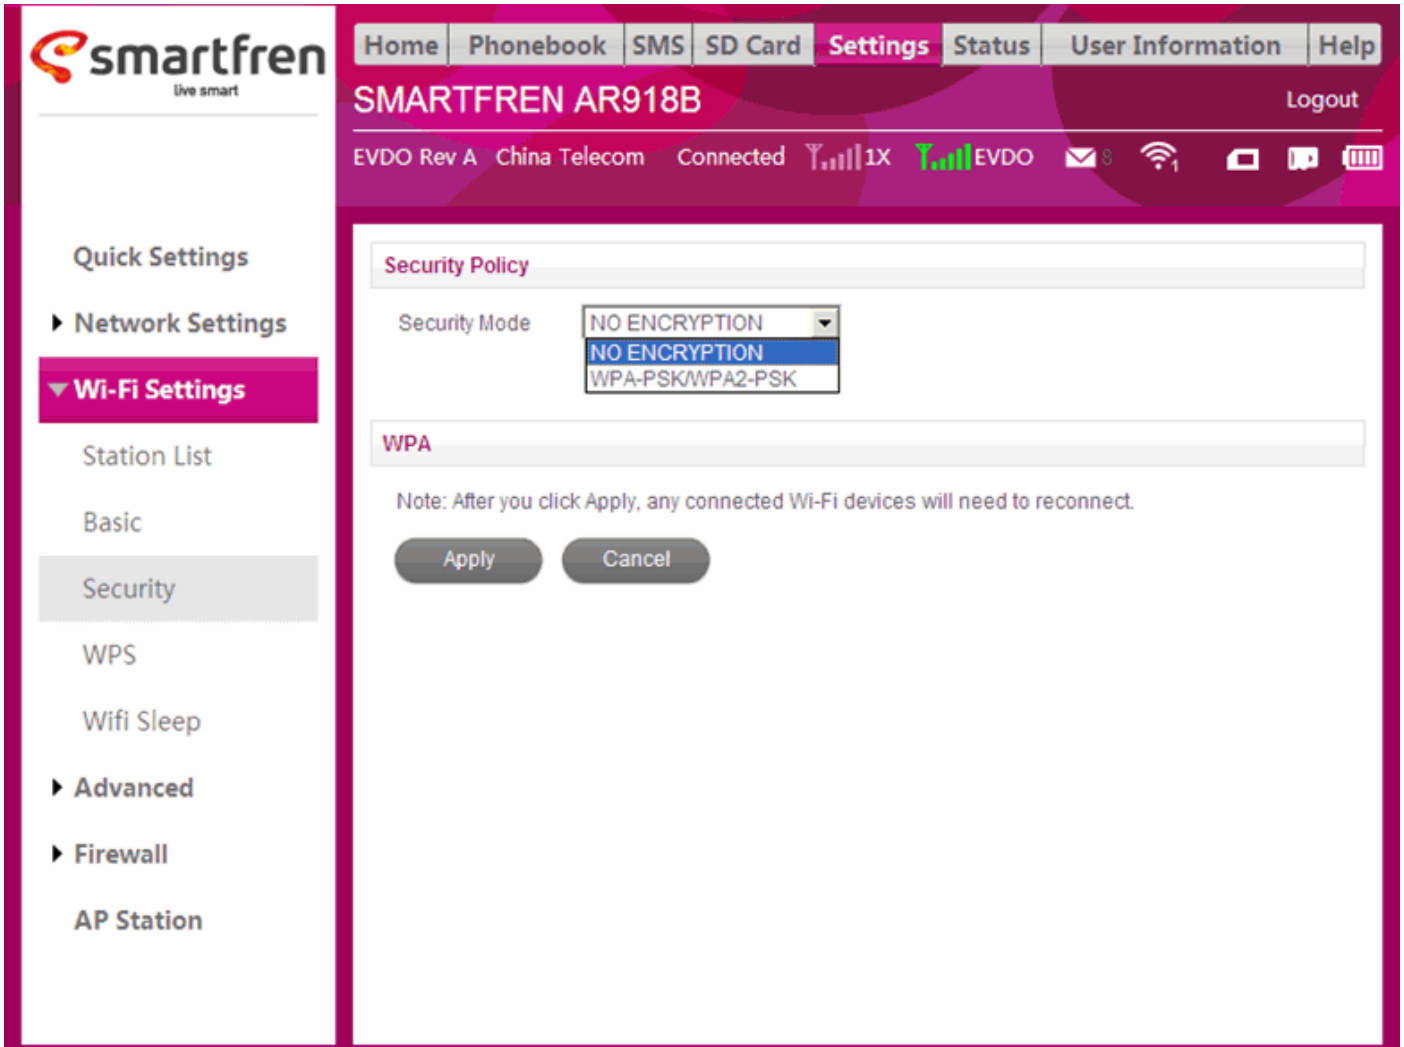 smartfren
live smart
Home Phonebook SMS SD Card Settings Status User Information Help
SMARTFREN AR918B
Logout
EVDO Rev A China Telecom Connected 1X EVDO 8 1
Quick Settings
Network Settings
Wi-Fi Settings
Station List
Basic
Security
WPS
Wifi Sleep
Advanced
Firewall
AP Station
Security Policy
Security Mode NO ENCRYPTION
NO ENCRYPTION
WPA-PSK/WPA2-PSK
WPA
Note: After you click Apply, any connected Wi-Fi devices will need to reconnect.
Apply Cancel